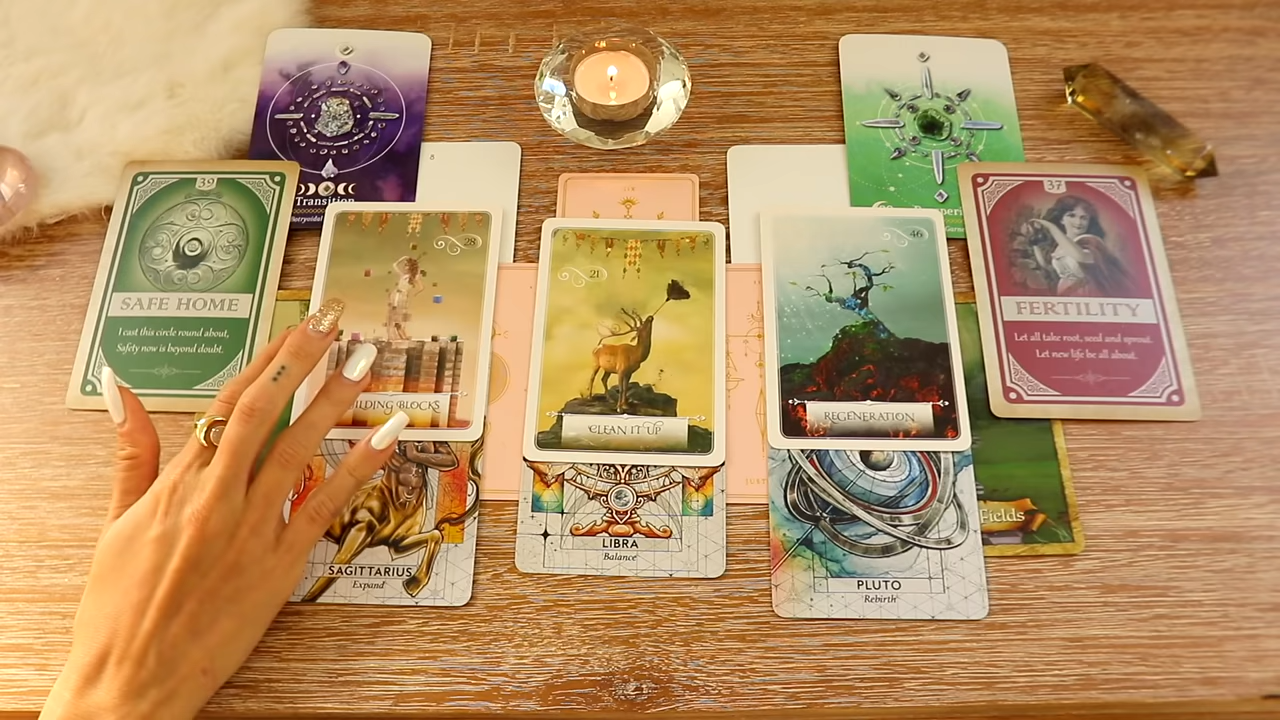 Transition
39
SAFE HOME
I cast this circle round about,
Safety now is beyond doubt.
28
BUILDING BLOCKS
SAGITTARIUS
Expand
21
CLEAN IT UP
LIBRA
Balance
46
REGENERATION
PLUTO
Rebirth
37
FERTILITY
Let all take root, seed and sprout.
Let new life be all about.
Fields